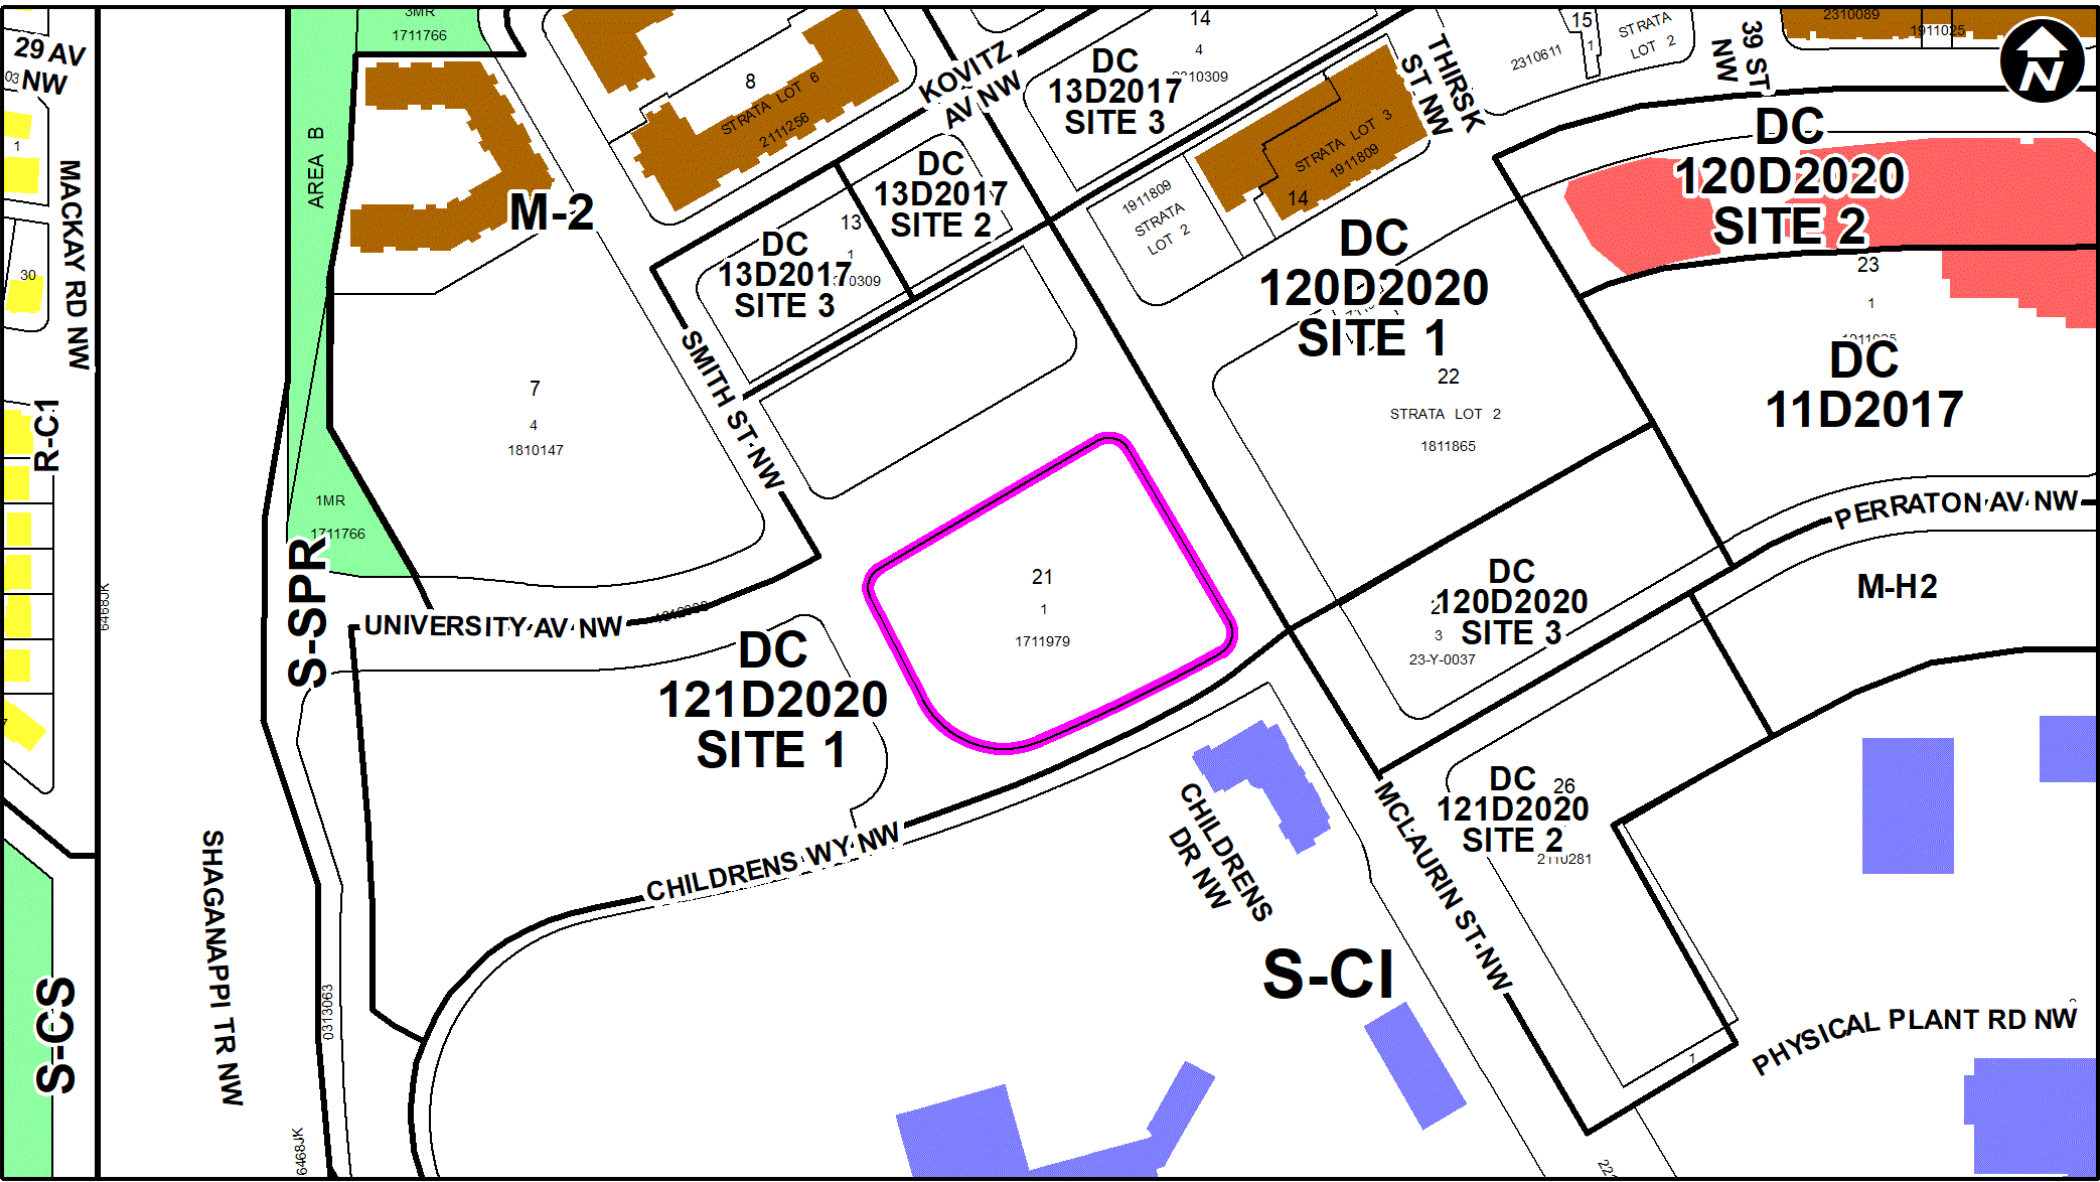 29 AV
NW
03
1
MACKAY RD NW
30
R-C1
S-CS
SHAGANAPPI TR NW
6468JK
6468JK
0313063
S-SPR
3MR
1711766
AREA B
1MR
1711766
M-2
7
4
1810147
8
STRATA LOT 6
2111256
KOVITZ
AV NW
DC
13D2017
SITE 3
14
4
DC
13D2017
SITE 2
13
1
DC
13D2017
SITE 3
SMITH ST NW
THIRSK
ST NW
STRATA LOT 3
1911809
14
1911809
STRATA
LOT 2
15
1
2310611
STRATA
LOT 2
39 ST
NW
2310089
1911025
N
DC
120D2020
SITE 2
23
1
DC
11D2017
DC
120D2020
SITE 1
22
STRATA LOT 2
1811865
PERRATON AV NW
M-H2
DC
120D2020
SITE 3
3
23-Y-0037
21
1
1711979
UNIVERSITY AV NW
DC
121D2020
SITE 1
CHILDRENS WY NW
CHILDRENS
DR NW
MCLAURIN ST NW
DC
121D2020
SITE 2
26
2110281
S-CI
PHYSICAL PLANT RD NW
1